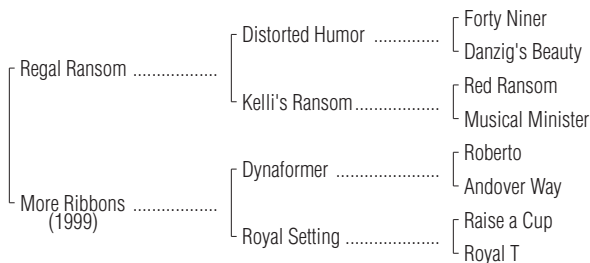 Forty Niner
Distorted Humor ..............
Danzig's Beauty
Regal Ransom ..................
Red Ransom
Kelli's Ransom..................
Musical Minister
Roberto
Dynaformer ......................
Andover Way
More Ribbons ..................
(1999)
Raise a Cup
Royal Setting ....................
Royal T